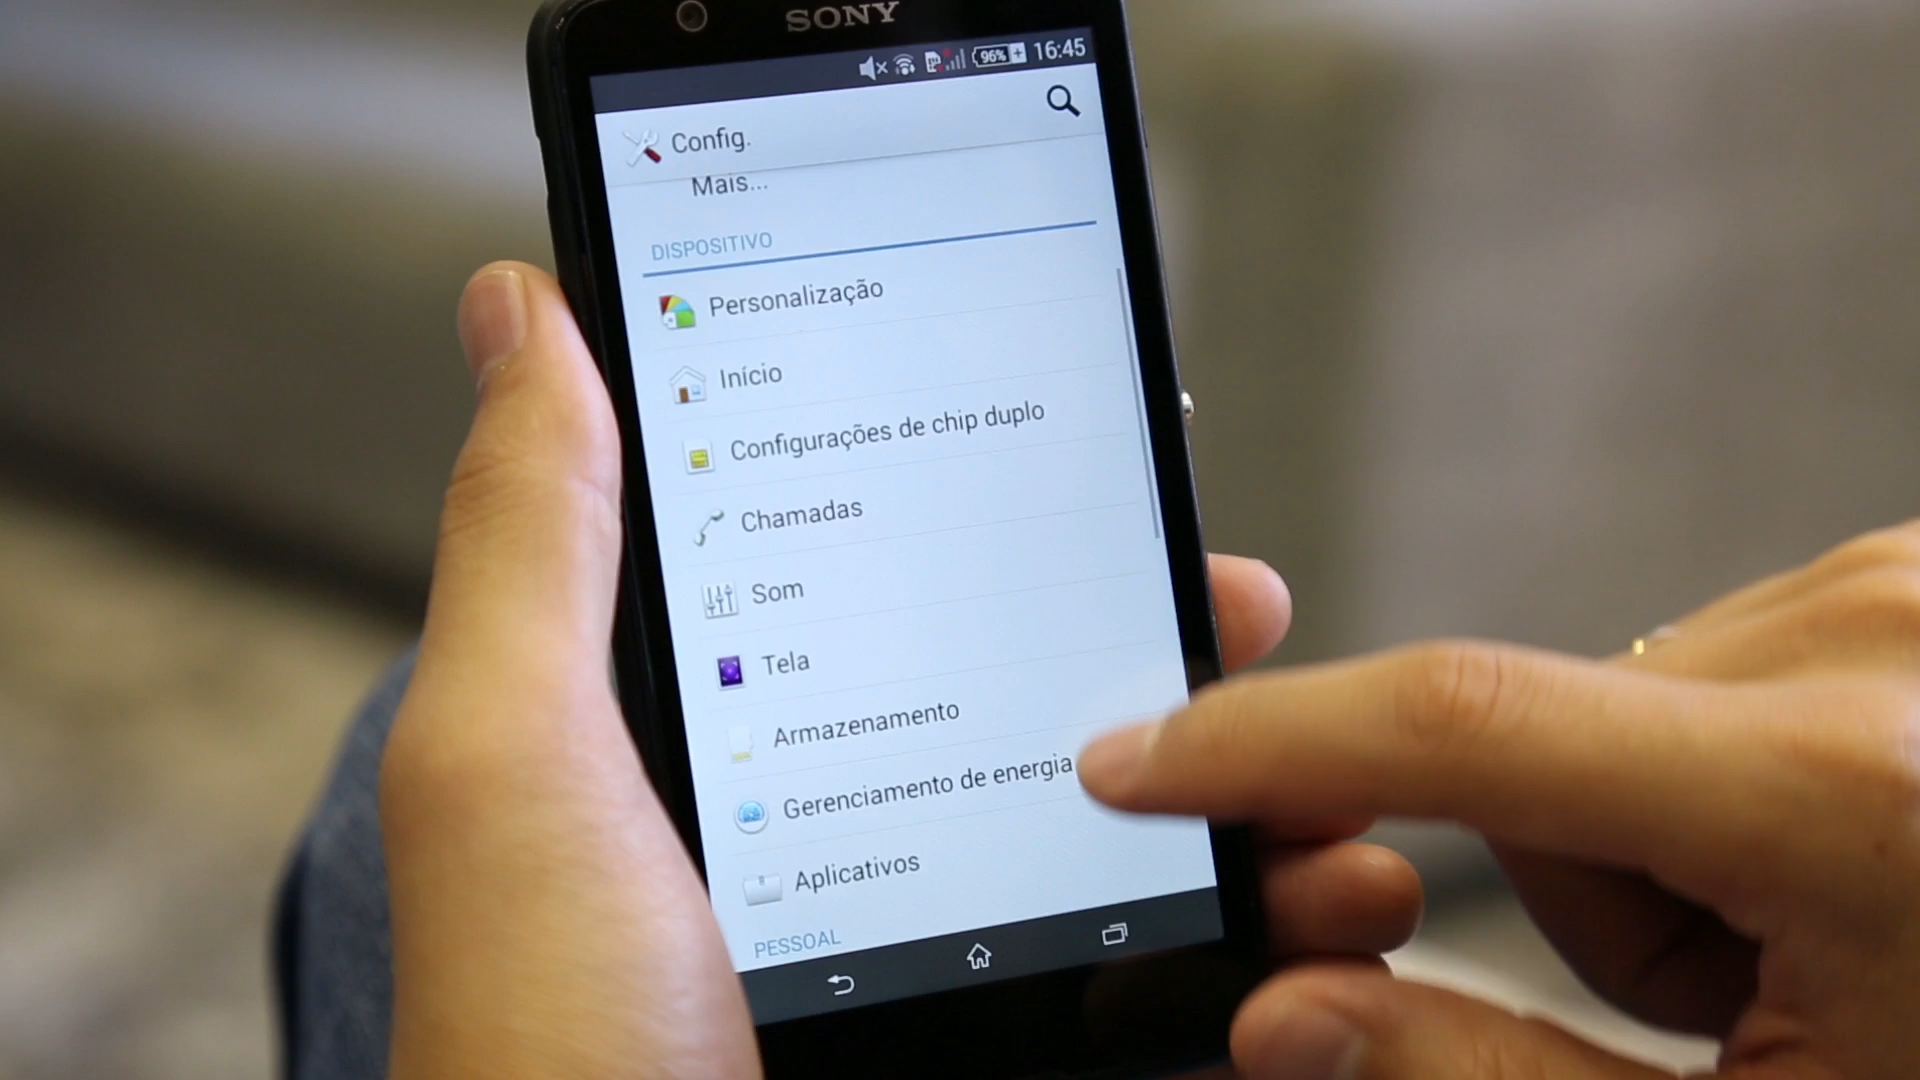 SONY
96% 16:45
Config.
Mais...
DISPOSITIVO
Personalização
Início
Configurações de chip duplo
Chamadas
Som
Tela
Armazenamento
Gerenciamento de energia
Aplicativos
PESSOAL